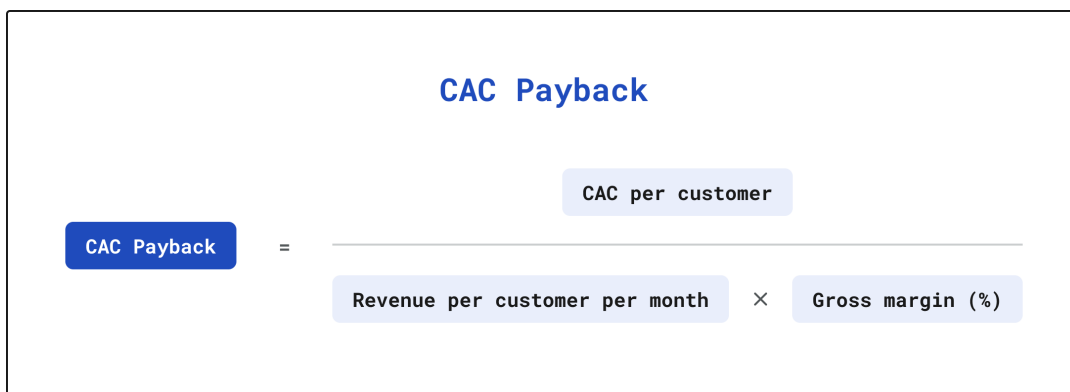 CAC Payback
CAC per customer
CAC Payback =
Revenue per customer per month × Gross margin (%)